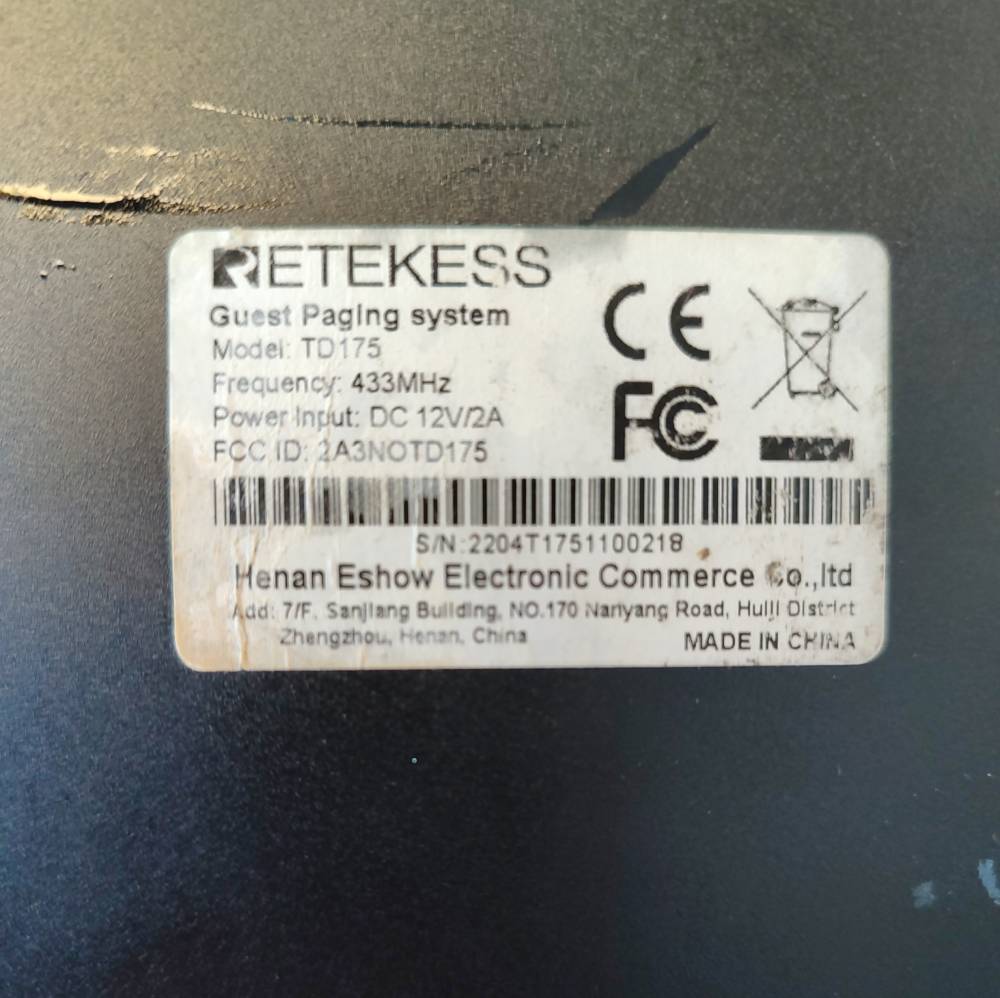 RETEKESS
Guest Paging system
Model: TD175
Frequency: 433MHz
Power Input: DC 12V/2A
FCC ID: 2A3NOTD175
CE
FC
S/N:2204T1751100218
Henan Eshow Electronic Commerce Co.,ltd
Add: 7/F, Sanjiang Building, NO.170 Nanyang Road, Huiji District
Zhengzhou, Henan, China
MADE IN CHINA